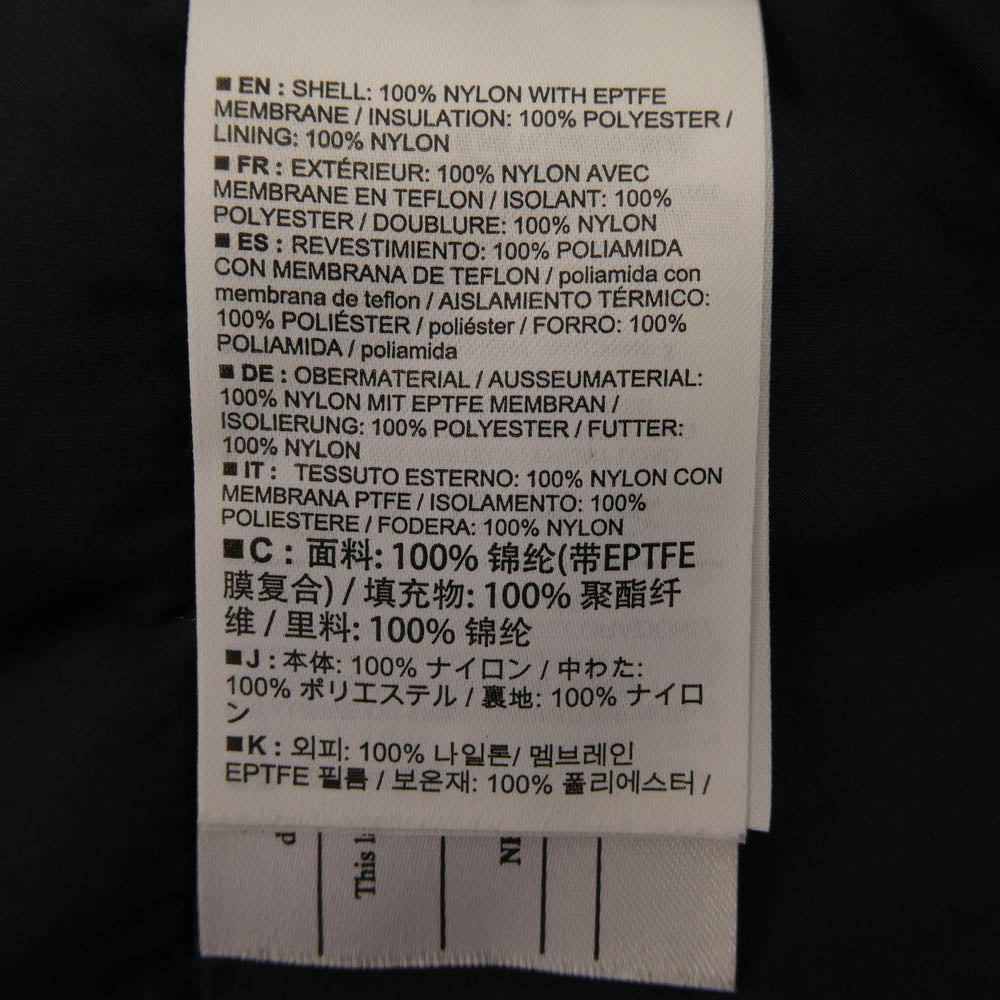 ■ EN : SHELL: 100% NYLON WITH EPTFE
MEMBRANE / INSULATION: 100% POLYESTER /
LINING: 100% NYLON
■ FR : EXTÉRIEUR: 100% NYLON AVEC
MEMBRANE EN TEFLON / ISOLANT: 100%
POLYESTER / DOUBLURE: 100% NYLON
■ ES : REVESTIMIENTO: 100% POLIAMIDA
CON MEMBRANA DE TEFLON / poliamida con
membrana de teflon / AISLAMIENTO TÉRMICO:
100% POLIÉSTER / poliéster / FORRO: 100%
POLIAMIDA / poliamida
■ DE : OBERMATERIAL / AUSSEUMATERIAL:
100% NYLON MIT EPTFE MEMBRAN /
ISOLIERUNG: 100% POLYESTER / FUTTER:
100% NYLON
■ IT : TESSUTO ESTERNO: 100% NYLON CON
MEMBRANA PTFE / ISOLAMENTO: 100%
POLIESTERE / FODERA: 100% NYLON
■C : 面料: 100% 锦纶(带EPTFE
膜复合) / 填充物: 100% 聚酯纤
维 / 里料: 100% 锦纶
■J : 本体: 100% ナイロン / 中わた:
100% ポリエステル / 裏地: 100% ナイロ
ン
■K : 외피: 100% 나일론/ 멤브레인
EPTFE 필름 / 보온재: 100% 폴리에스터 /
This